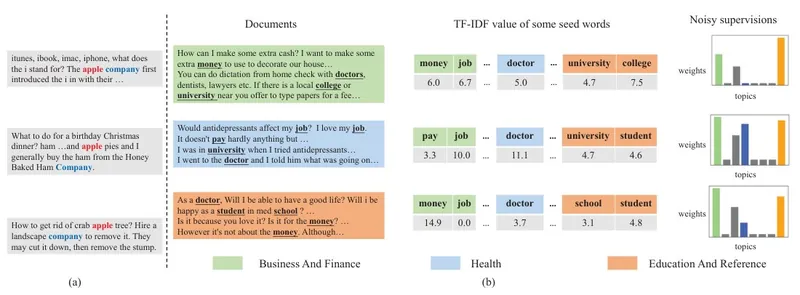 Documents
TF-IDF value of some seed words
Noisy supervisions
itunes, ibook, imac, iphone, what does
the i stand for? The apple company first
introduced the i in with their …
What to do for a birthday Christmas
dinner? ham …and apple pies and I
generally buy the ham from the Honey
Baked Ham Company.
How to get rid of crab apple tree? Hire a
landscape company to remove it. They
may cut it down, then remove the stump.
(a)
How can I make some extra cash? I want to make some
extra money to use to decorate our house…
You can do dictation from home check with doctors,
dentists, lawyers etc. If there is a local college or
university near you offer to type papers for a fee…
Would antidepressants affect my job? I love my job.
It doesn't pay hardly anything but …
I was in university when I tried antidepressants…
I went to the doctor and I told him what was going on…
As a doctor, Will I be able to have a good life? Will i be
happy as a student in med school ? …
Is it because you love it? Is it for the money? …
However it's not about the money. Although…
money job ... doctor ... university college
6.0 6.7 ... 5.0 ... 4.7 7.5
pay job ... doctor ... university student
3.3 10.0 ... 11.1 ... 4.7 4.6
money job ... doctor ... school student
14.9 0.0 ... 3.7 ... 3.1 4.8
weights
topics
weights
topics
weights
topics
Business And Finance
Health
Education And Reference
(b)